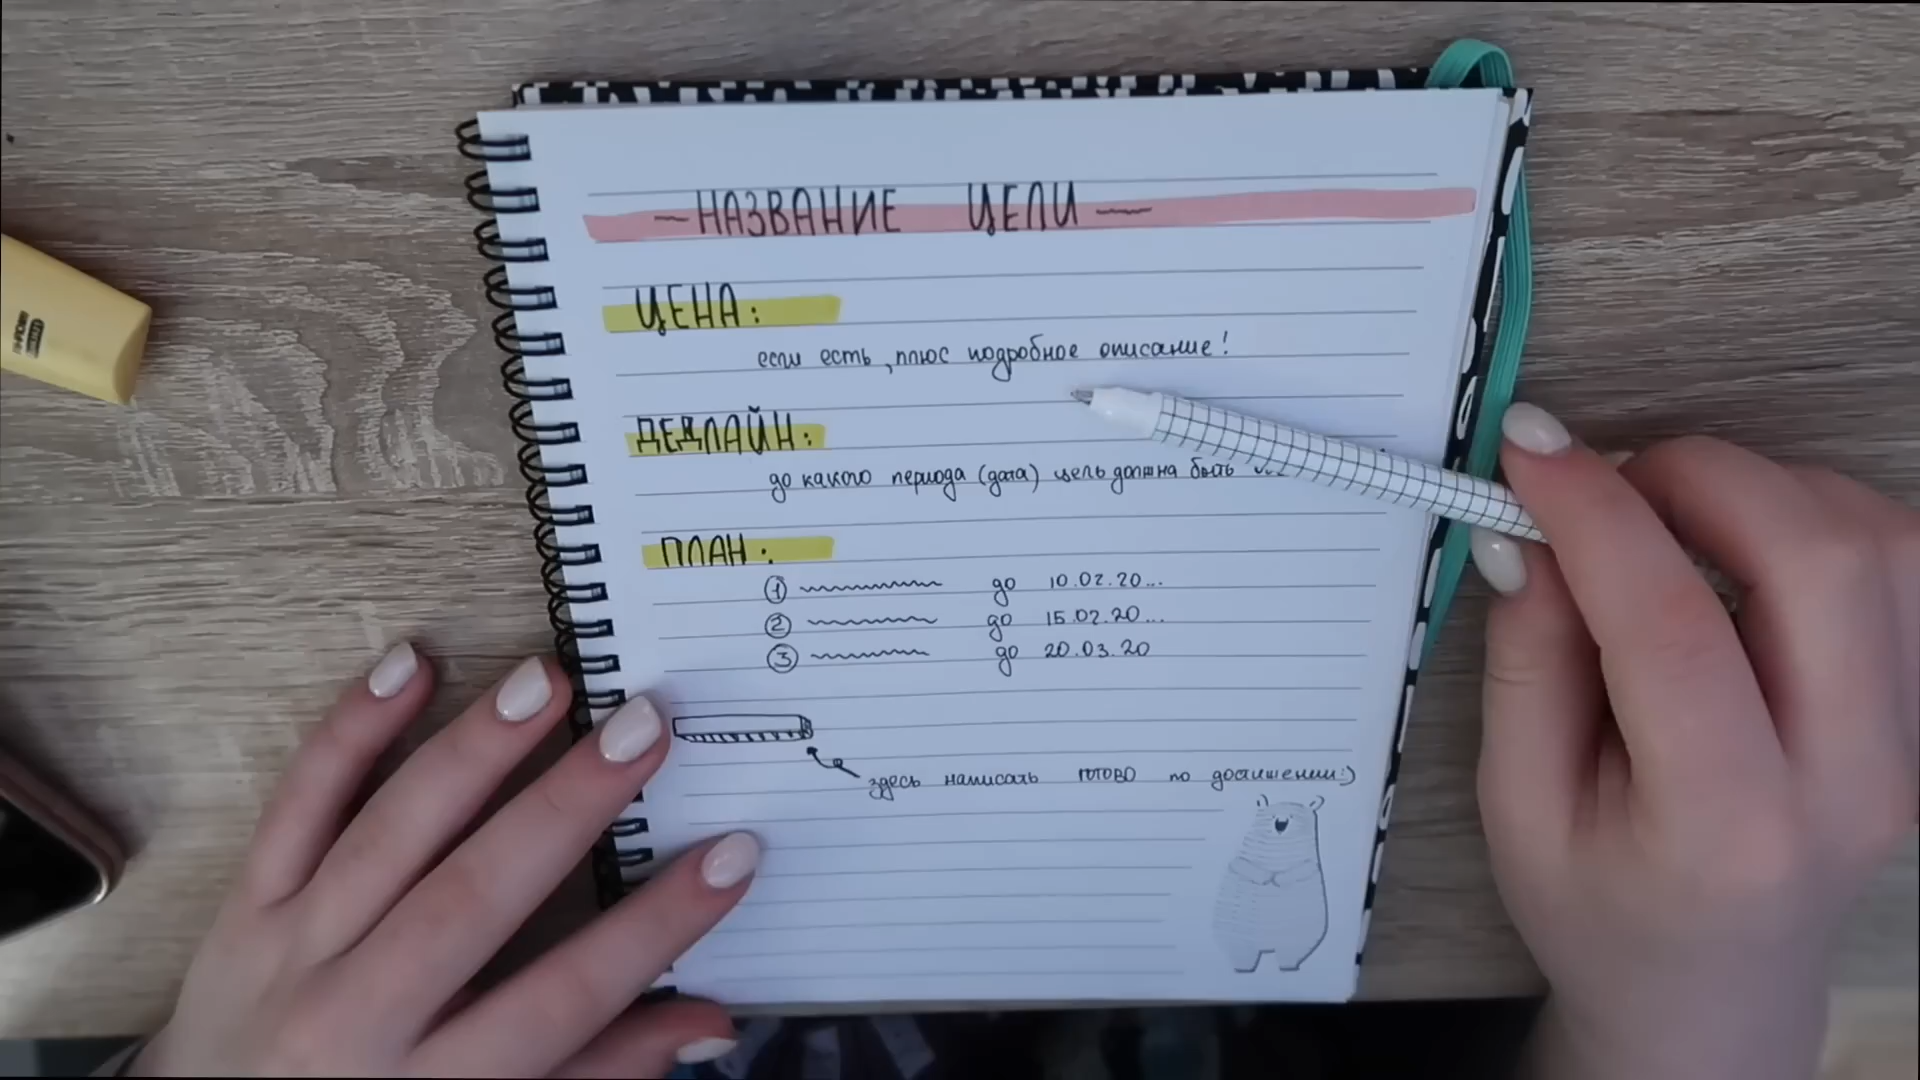 — НАЗВАНИЕ ЦЕЛИ —
ЦЕНА:
если есть, плюс подробное описание!
ДЕДЛАЙН:
до какого периода (дата) цель должна быть
ПЛАН:
1 до 10.02.20...
2 до 15.02.20...
3 до 20.03.20
здесь написать ГОТОВО по достижении:)